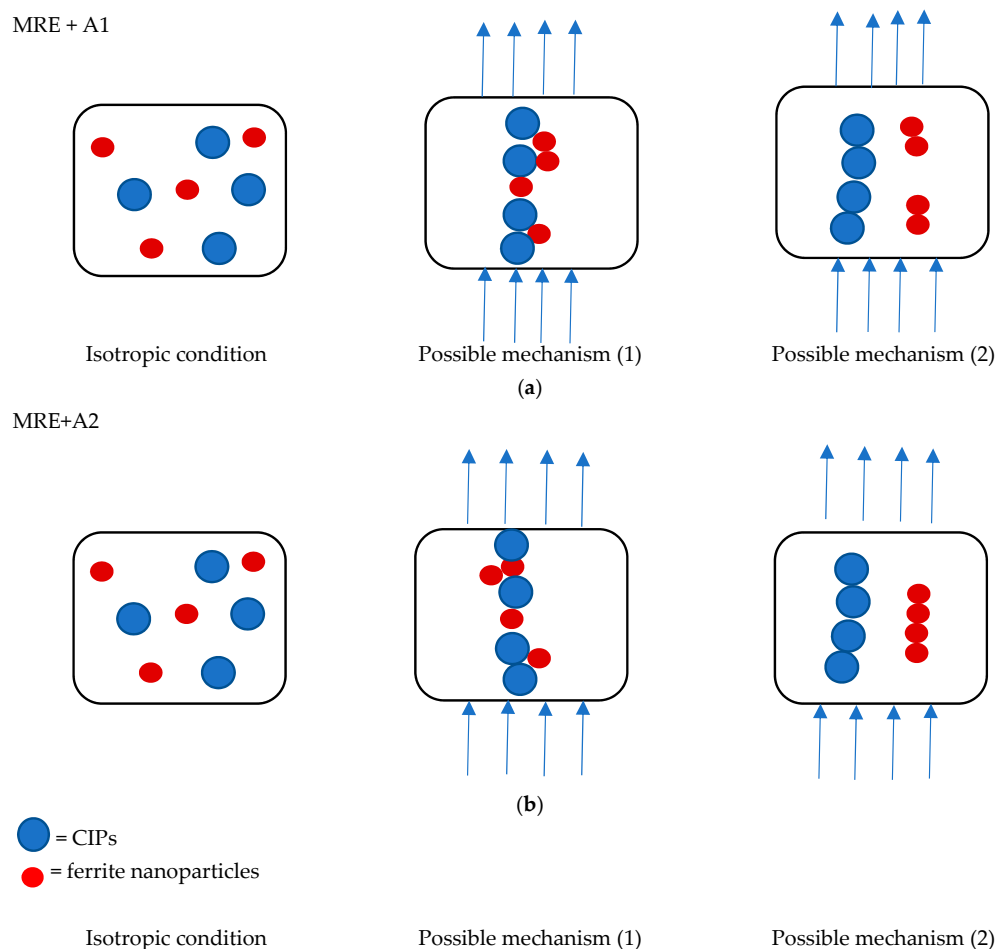 MRE + A1
Isotropic condition Possible mechanism (1) Possible mechanism (2)
(a)
MRE+A2
(b)
= CIPs
= ferrite nanoparticles
Isotropic condition Possible mechanism (1) Possible mechanism (2)